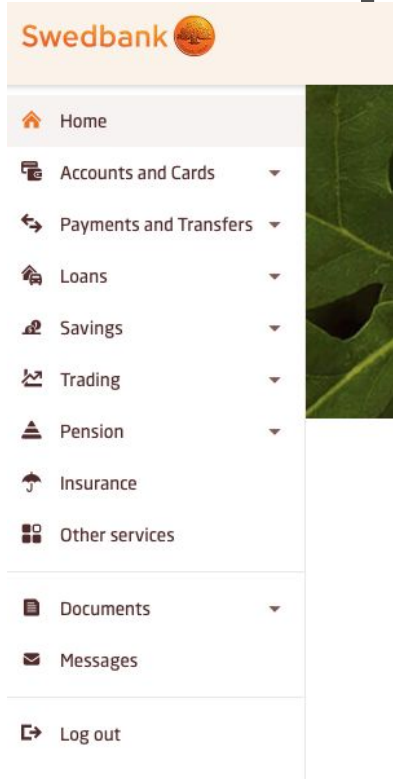 Swedbank
Home
Accounts and Cards
Payments and Transfers
Loans
Savings
Trading
Pension
Insurance
Other services
Documents
Messages
Log out